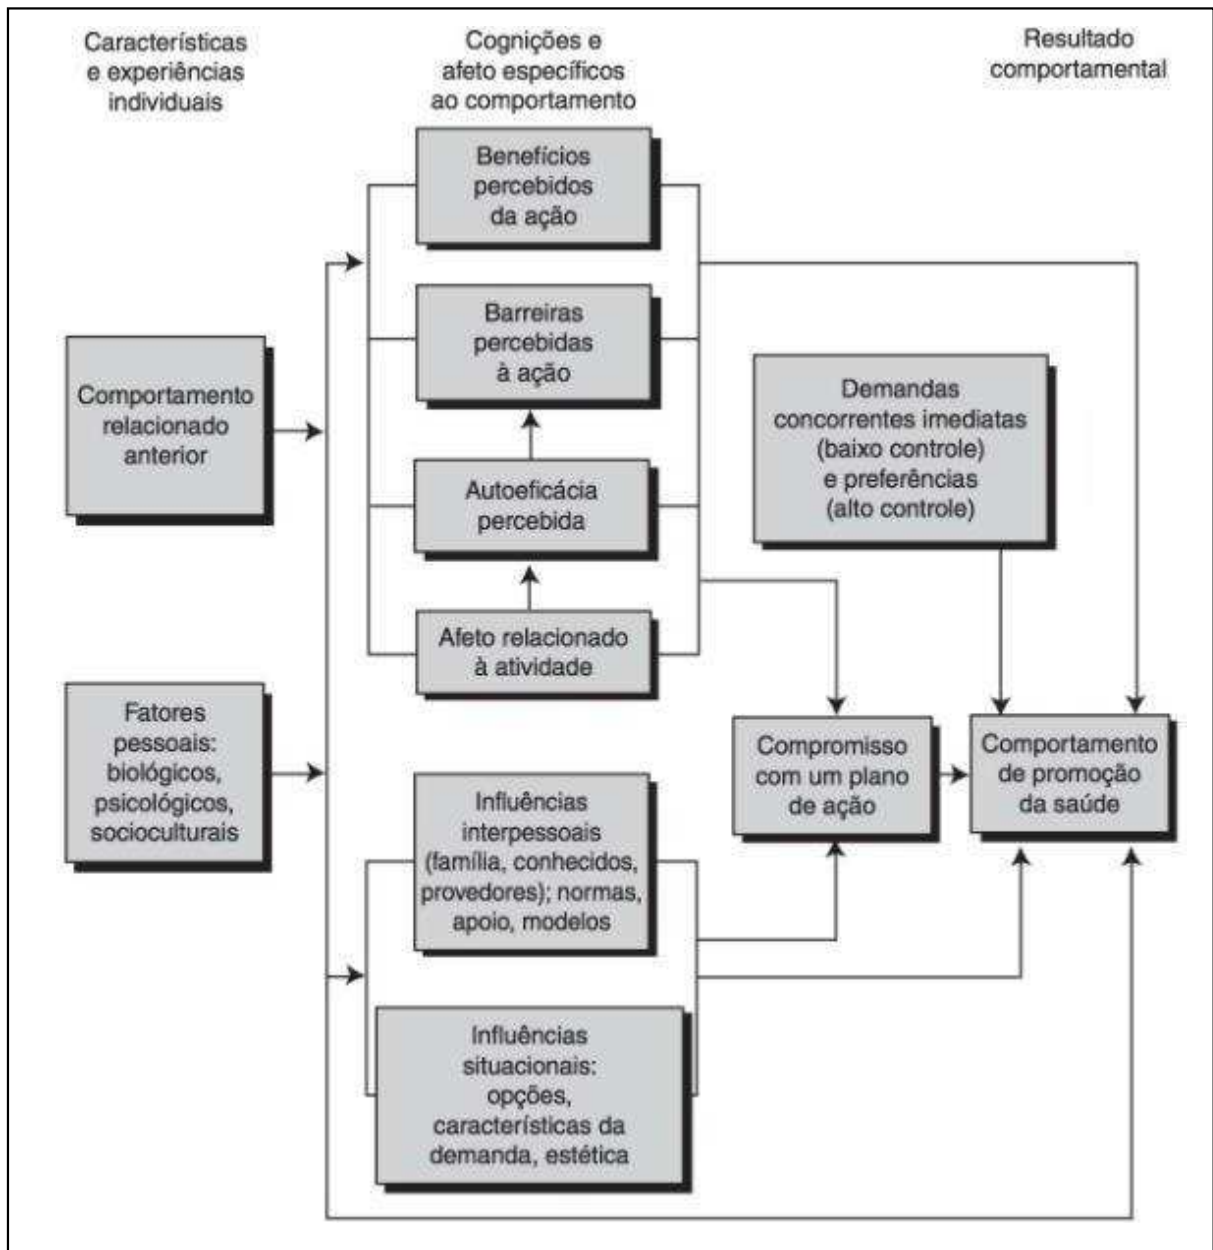 Características
e experiências
individuais
Cognições e
afeto específicos
ao comportamento
Resultado
comportamental
Benefícios
percebidos
da ação
Barreiras
percebidas
à ação
Comportamento
relacionado
anterior
Demandas
concorrentes imediatas
(baixo controle)
e preferências
(alto controle)
Autoeficácia
percebida
Afeto relacionado
à atividade
Fatores
pessoais:
biológicos,
psicológicos,
socioculturais
Compromisso
com um plano
de ação
Comportamento
de promoção
da saúde
Influências
interpessoais
(família, conhecidos,
provedores); normas,
apoio, modelos
Influências
situacionais:
opções,
características da
demanda, estética